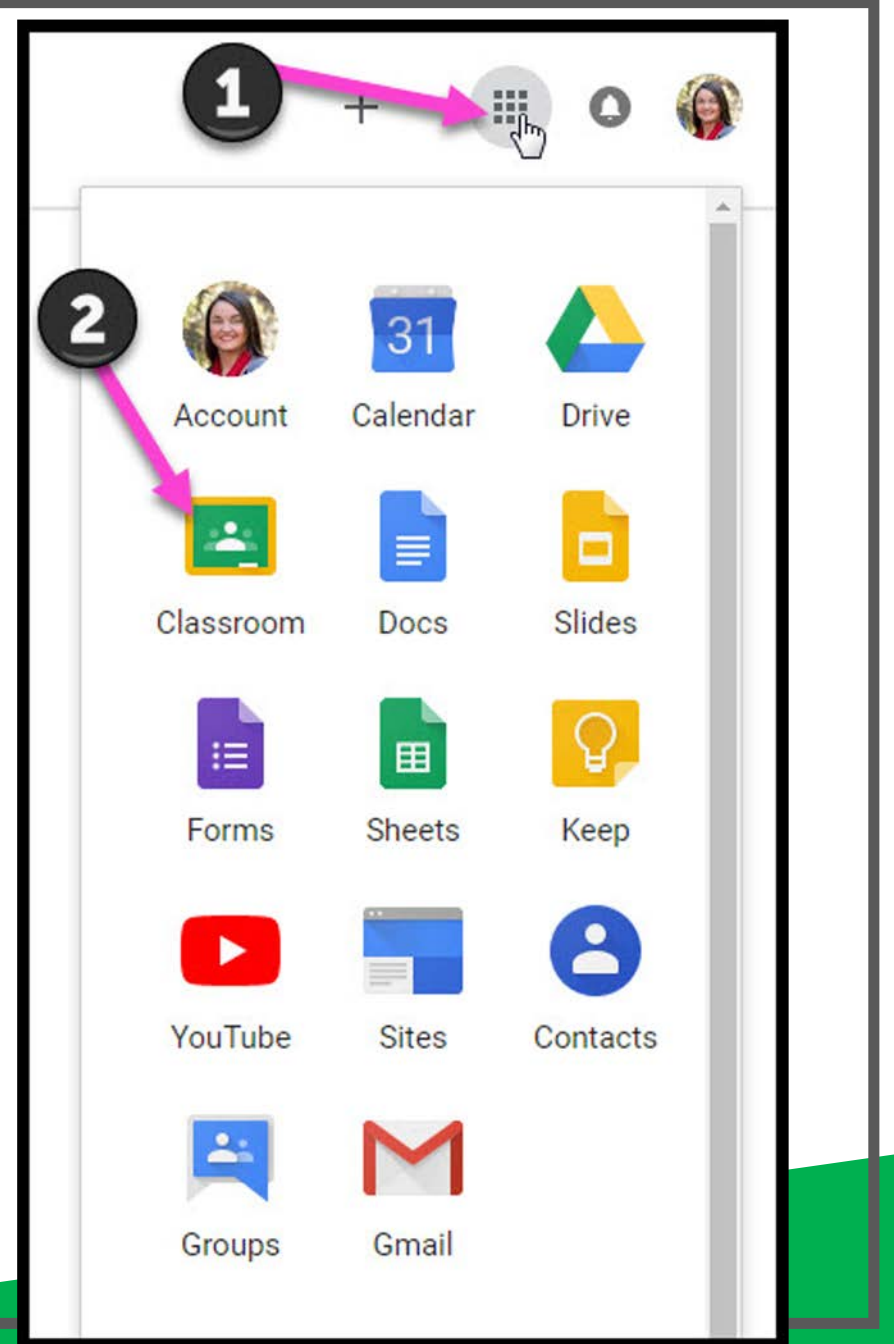 1
2
31
Account Calendar Drive
Classroom Docs Slides
Forms Sheets Keep
YouTube Sites Contacts
Groups Gmail